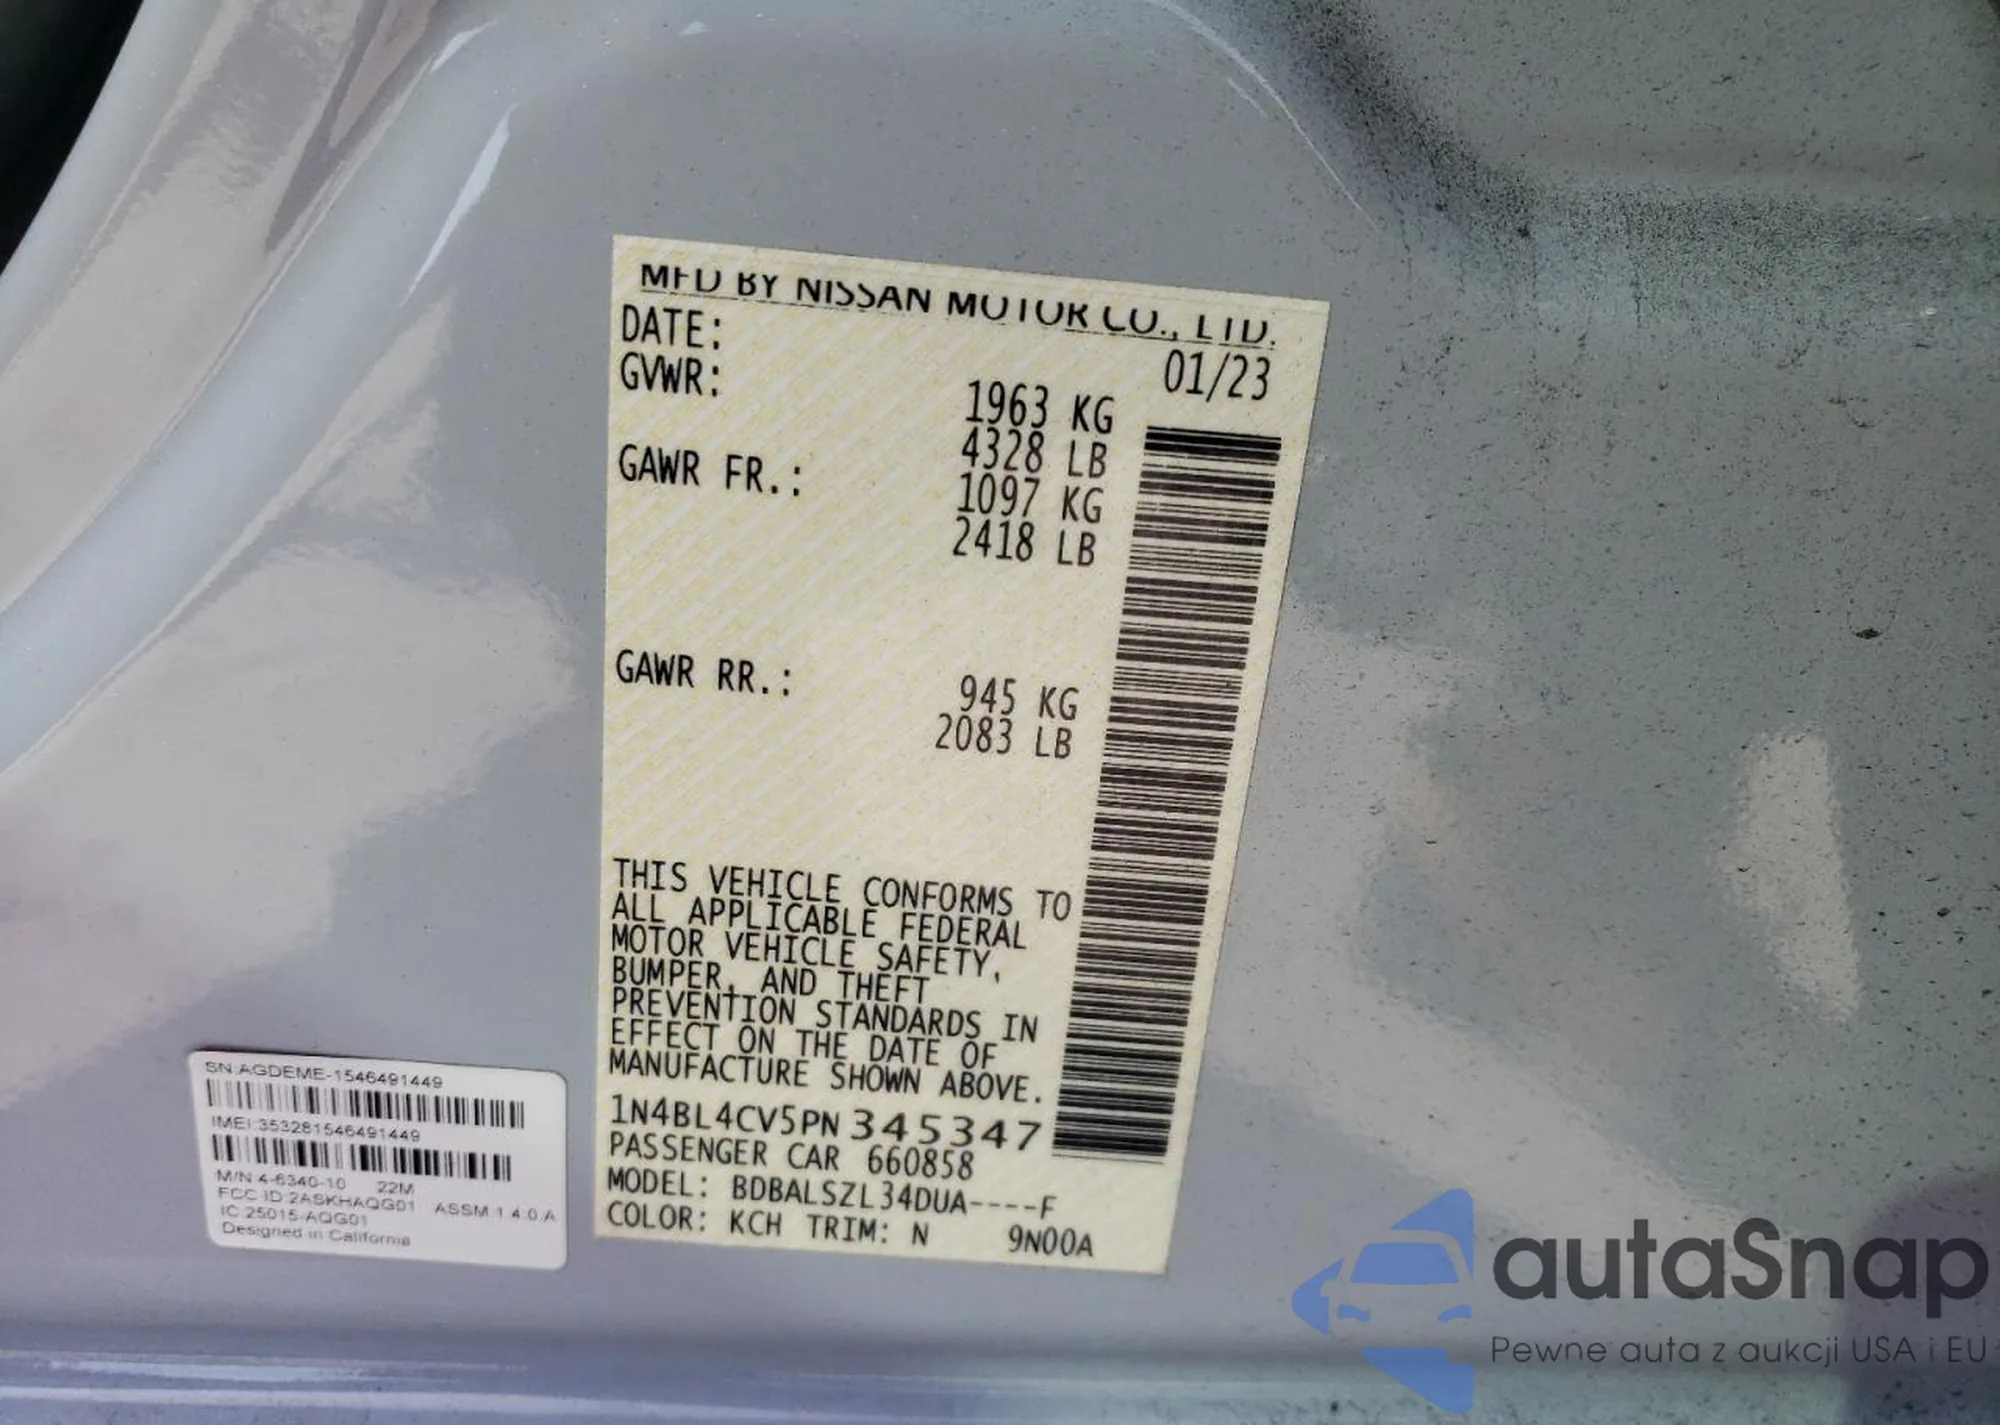 MFD BY NISSAN MOTOR CO., LTD.
DATE: 01/23
GVWR: 1963 KG
4328 LB
GAWR FR.: 1097 KG
2418 LB
GAWR RR.: 945 KG
2083 LB
THIS VEHICLE CONFORMS TO
ALL APPLICABLE FEDERAL
MOTOR VEHICLE SAFETY,
BUMPER, AND THEFT
PREVENTION STANDARDS IN
EFFECT ON THE DATE OF
MANUFACTURE SHOWN ABOVE.
1N4BL4CV5PN345347
PASSENGER CAR 660858
MODEL: BDBALSZL34DUA----F
COLOR: KCH TRIM: N 9N00A
SN:AGDEME-1546491449
IMEI:353281546491449
M/N:4-6340-10 22M
FCC ID:2ASKHAQG01 ASSM:1.4.0.A
IC:25015-AQG01
Designed in California
autaSnap
Pewne auta z aukcji USA i EU